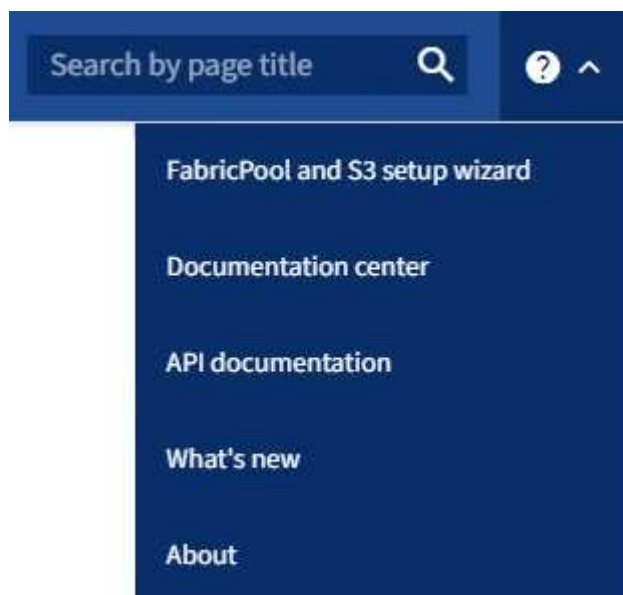 Search by page title
FabricPool and S3 setup wizard
Documentation center
API documentation
What's new
About